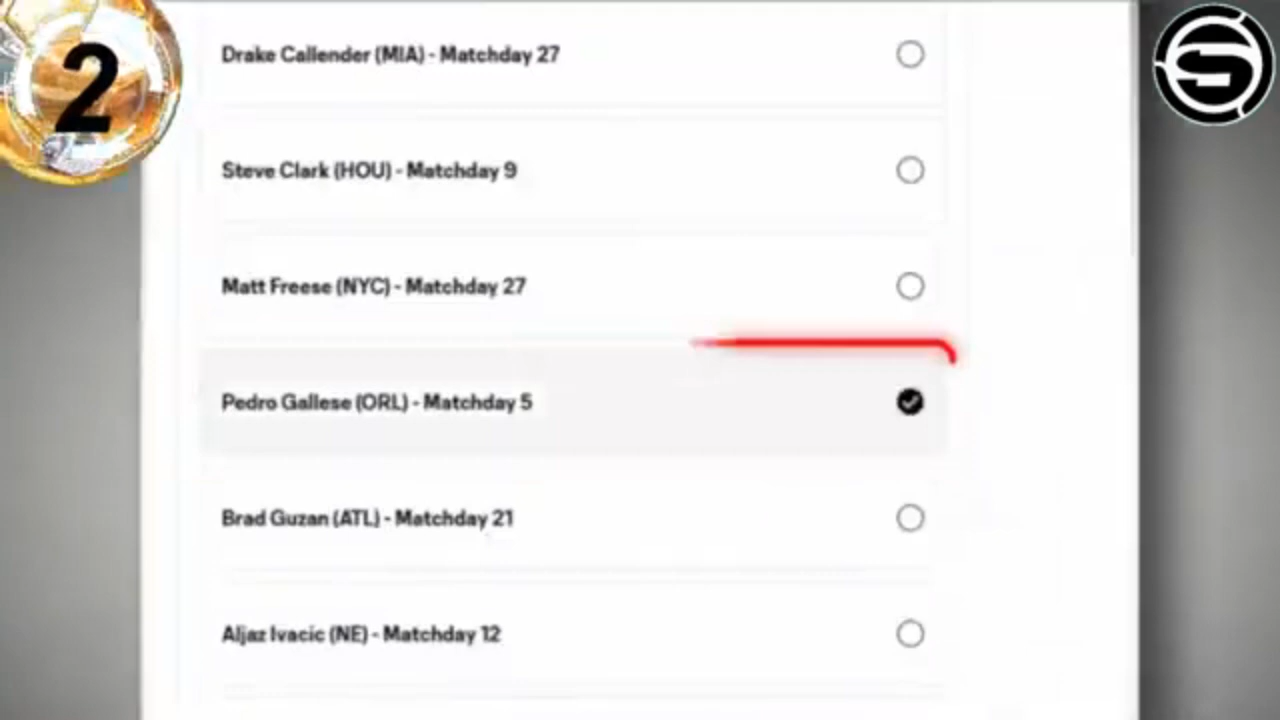 2
S
Drake Callender (MIA) - Matchday 27
Steve Clark (HOU) - Matchday 9
Matt Freese (NYC) - Matchday 27
Pedro Gallese (ORL) - Matchday 5
Brad Guzan (ATL) - Matchday 21
Aljaz Ivacic (NE) - Matchday 12